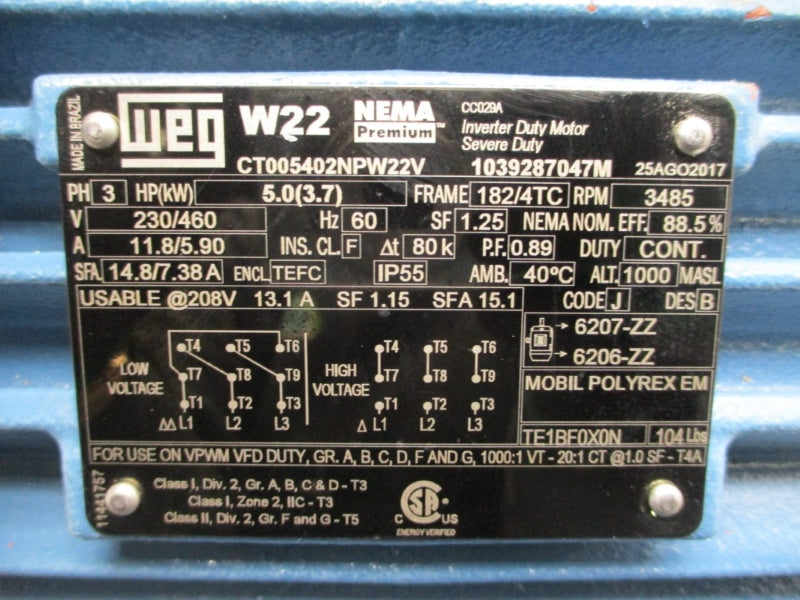 MADE IN BRAZIL
WEG W22 NEMA Premium™ CC029A
Inverter Duty Motor
Severe Duty
CT005402NPW22V 1039287047M 25AGO2017
PH 3 HP(kW) 5.0(3.7) FRAME 182/4TC RPM 3485
V 230/460 Hz 60 SF 1.25 NEMA NOM. EFF. 88.5%
A 11.8/5.90 INS. CL. F Δt 80 k P.F. 0.89 DUTY CONT.
SFA 14.8/7.38 A ENCL. TEFC IP55 AMB. 40ºC ALT. 1000 MASL
USABLE @208V 13.1 A SF 1.15 SFA 15.1 CODE J DES B
6207-ZZ
6206-ZZ
MOBIL POLYREX EM
TE1BF0X0N 104 Lbs
LOW VOLTAGE
T4 T5 T6
T7 T8 T9
T1 T2 T3
ΔΔ L1 L2 L3
HIGH VOLTAGE
T4 T5 T6
T7 T8 T9
T1 T2 T3
Δ L1 L2 L3
FOR USE ON VPWM VFD DUTY, GR. A, B, C, D, F AND G, 1000:1 VT - 20:1 CT @1.0 SF - T4A
11441757
Class I, Div. 2, Gr. A, B, C & D - T3
Class I, Zone 2, IIC - T3
Class II, Div. 2, Gr. F and G - T5
CSA
C US
ENERGY VERIFIED